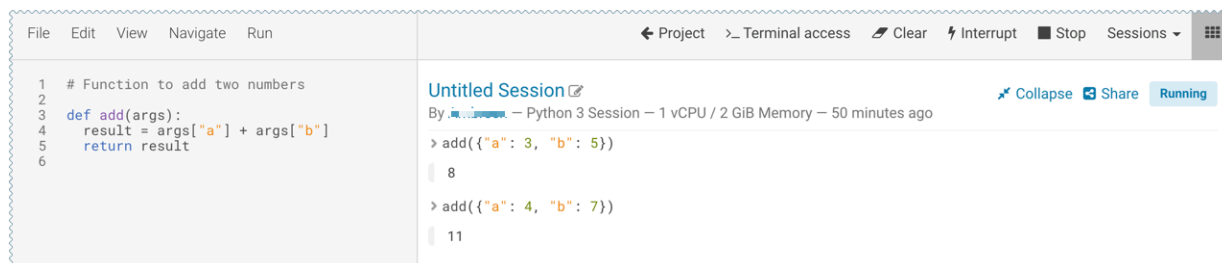 File Edit View Navigate Run
Project >_ Terminal access Clear Interrupt Stop Sessions
1 # Function to add two numbers
2
3 def add(args):
4 result = args["a"] + args["b"]
5 return result
6
Untitled Session
Collapse Share Running
By — Python 3 Session — 1 vCPU / 2 GiB Memory — 50 minutes ago
> add({"a": 3, "b": 5})
8
> add({"a": 4, "b": 7})
11